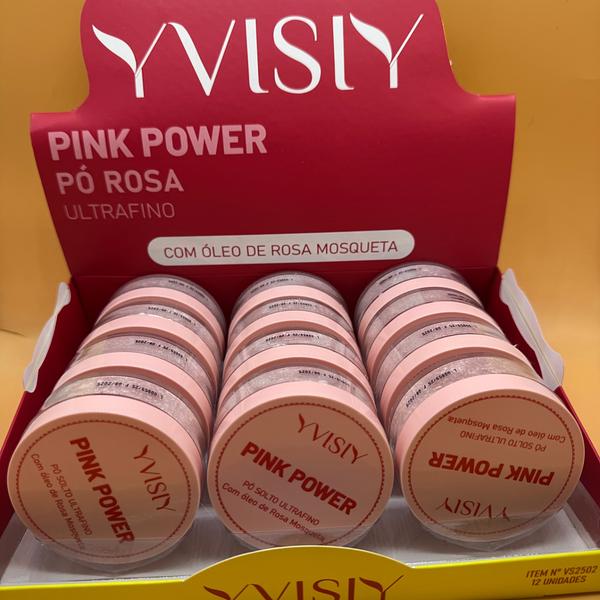 YVISIY
PINK POWER
PÓ ROSA
ULTRAFINO
COM ÓLEO DE ROSA MOSQUETA
YVISIY
PINK POWER
PÓ SOLTO ULTRAFINO
Com óleo de Rosa Mosqueta
YVISIY
PINK POWER
PÓ SOLTO ULTRAFINO
Com óleo de Rosa Mosqueta
YVISIY
PINK POWER
PÓ SOLTO ULTRAFINO
Com óleo de Rosa Mosqueta
YVISIY
ITEM Nº VS2502
12 UNIDADES